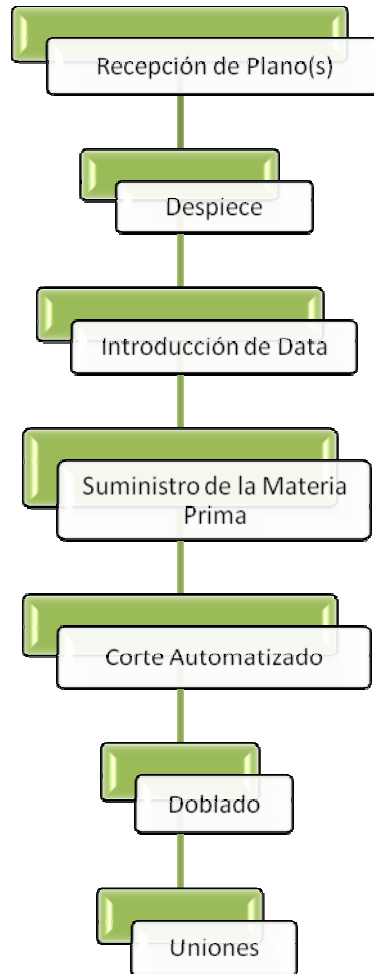 Recepción de Plano(s)
Despiece
Introducción de Data
Suministro de la Materia
Prima
Corte Automatizado
Doblado
Uniones